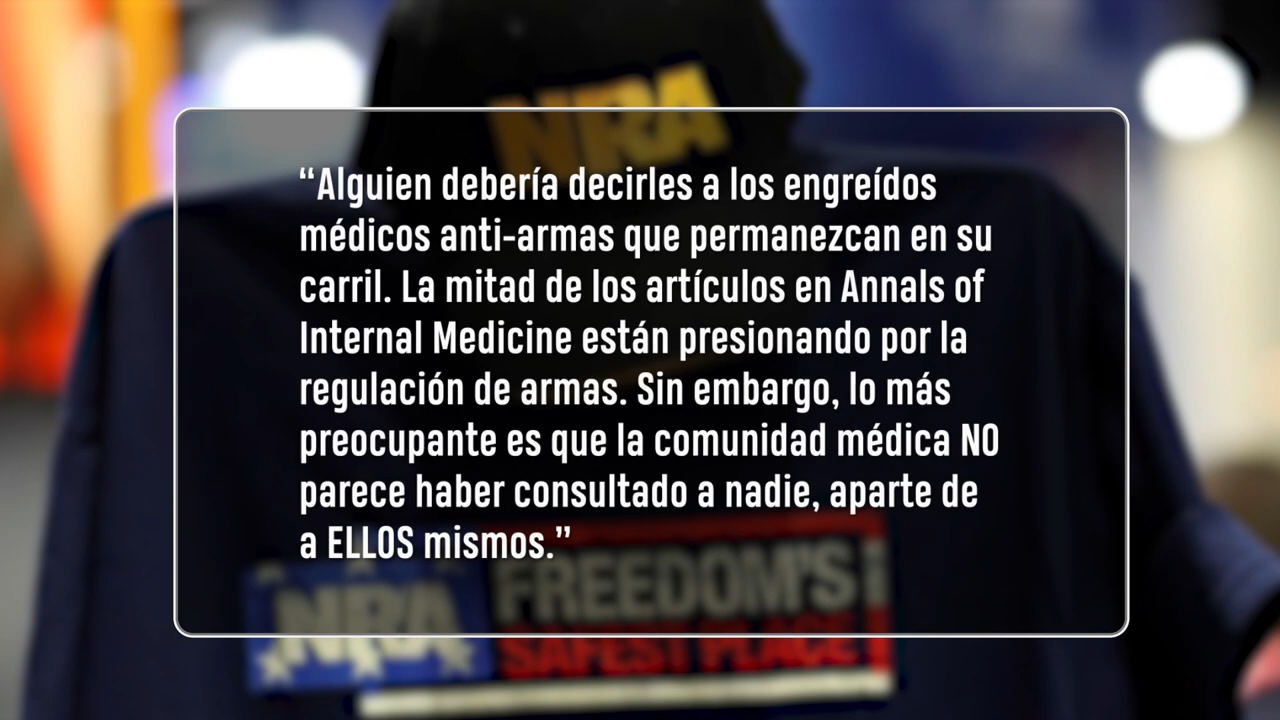 NRA
“Alguien debería decirles a los engreídos
médicos anti-armas que permanezcan en su
carril. La mitad de los artículos en Annals of
Internal Medicine están presionando por la
regulación de armas. Sin embargo, lo más
preocupante es que la comunidad médica NO
parece haber consultado a nadie, aparte de
a ELLOS mismos.”
NRA
FREEDOM'S
SAFEST PLACE